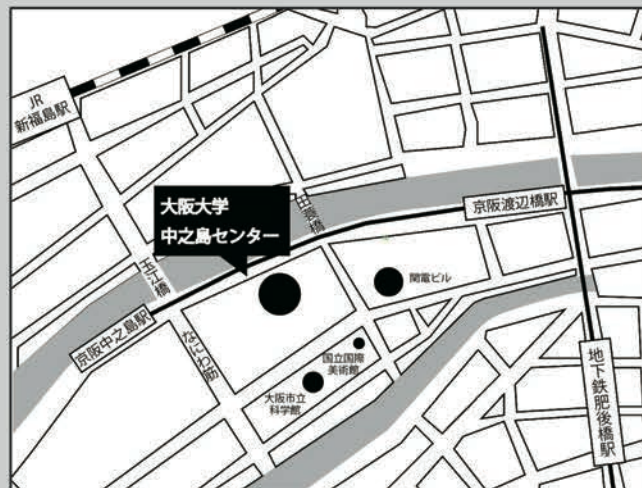 JR
新福島駅
大阪大学
中之島センター
田蓑橋
京阪渡辺橋駅
玉江橋
関電ビル
京阪中之島駅
なにわ筋
国立国際
美術館
大阪市立
科学館
地下鉄肥後橋駅